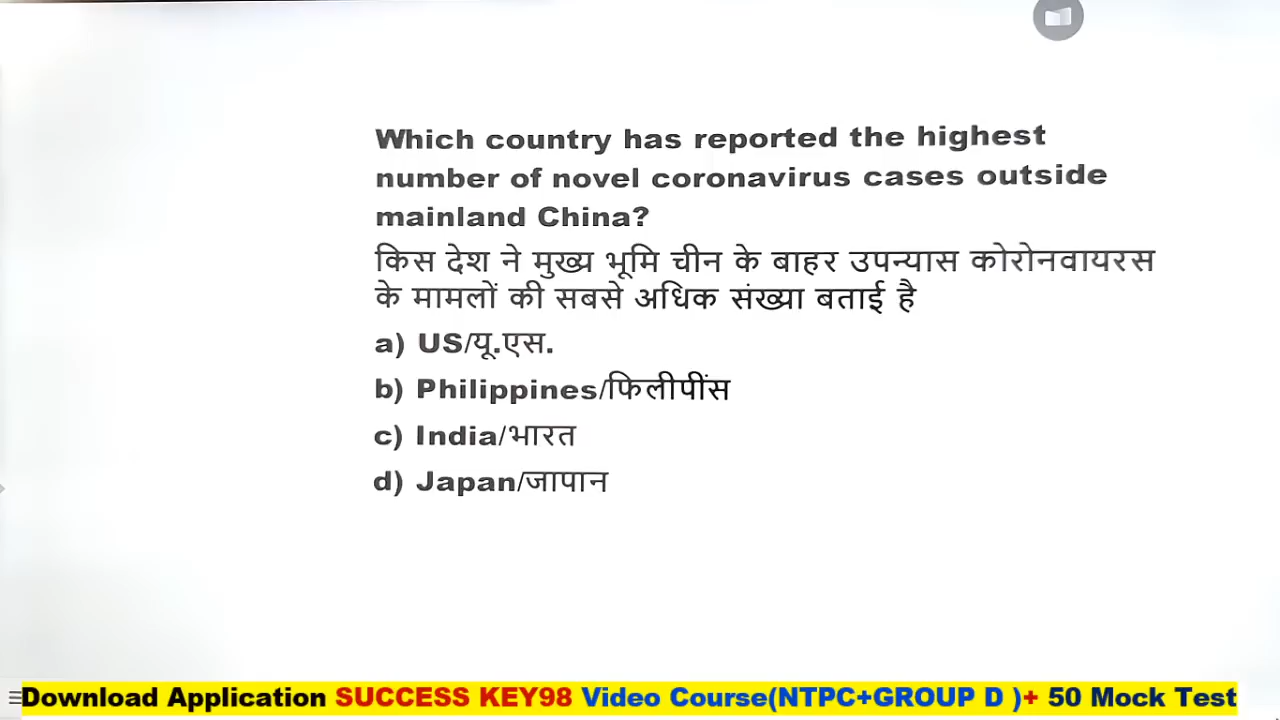 Which country has reported the highest
number of novel coronavirus cases outside
mainland China?
किस देश ने मुख्य भूमि चीन के बाहर उपन्यास कोरोनवायरस
के मामलों की सबसे अधिक संख्या बताई है
a) US/यू.एस.
b) Philippines/फिलीपींस
c) India/भारत
d) Japan/जापान
Download Application SUCCESS KEY98 Video Course(NTPC+GROUP D )+ 50 Mock Test